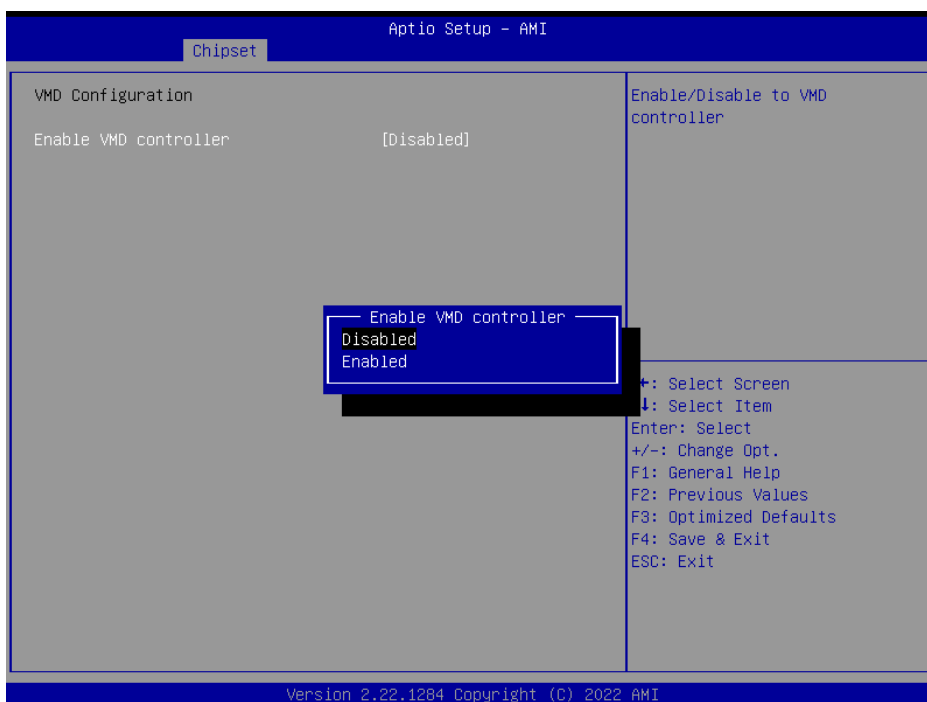 Aptio Setup – AMI
Chipset
VMD Configuration
Enable VMD controller [Disabled]
Enable/Disable to VMD
controller
Enable VMD controller
Disabled
Enabled
: Select Screen
: Select Item
Enter: Select
+/-: Change Opt.
F1: General Help
F2: Previous Values
F3: Optimized Defaults
F4: Save & Exit
ESC: Exit
Version 2.22.1284 Copyright (C) 2022 AMI